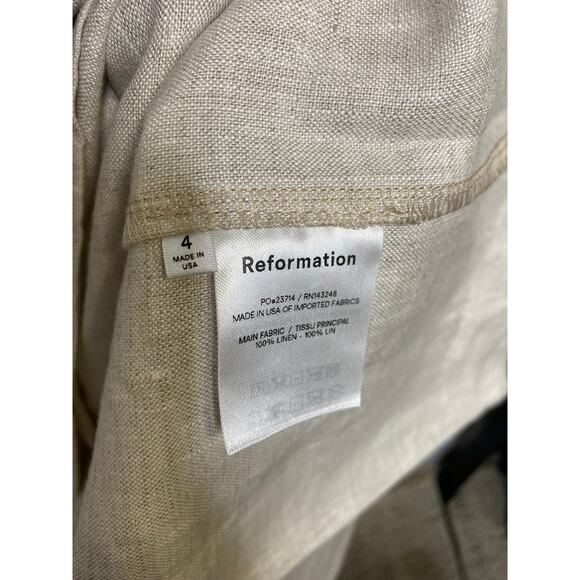 4
MADE IN
USA
Reformation
PO#23714 / RN143248
MADE IN USA OF IMPORTED FABRICS
MAIN FABRIC / TISSU PRINCIPAL
100% LINEN - 100% LIN